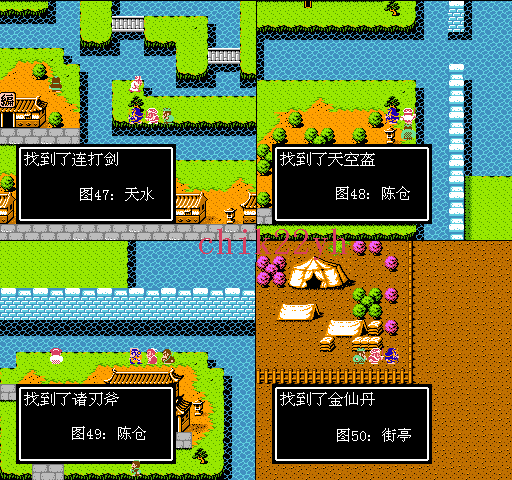 找到了连打剑
图47：天水
找到了天空盔
图48：陈仓
找到了诸刃斧
图49：陈仓
找到了金仙丹
图50：街亭